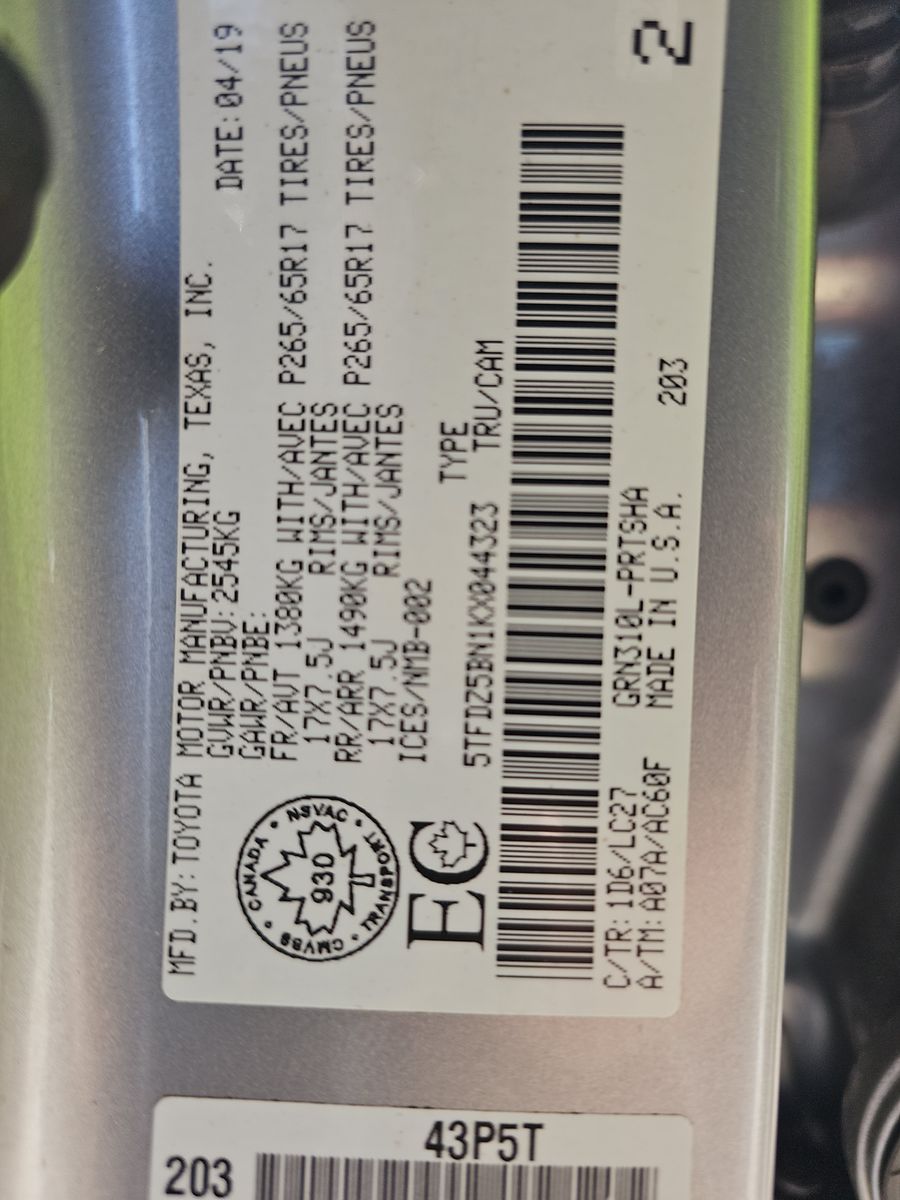 MFD. BY: TOYOTA MOTOR MANUFACTURING, TEXAS, INC.
GVWR/PNBV: 2545KG DATE: 04/19
GAWR/PNBE:
FR/AVT 1380KG WITH/AVEC P265/65R17 TIRES/PNEUS
17X7.5J RIMS/JANTES
RR/ARR 1490KG WITH/AVEC P265/65R17 TIRES/PNEUS
17X7.5J RIMS/JANTES
ICES/NMB-002
CANADA • NSVAC • TRANSPORT • CMVSS •
930
EC
TYPE
5TFDZ5BN1KX044323 TRU/CAM
C/TR: 1D6/LC27 GRN310L-PRTSHA 203
A/TM: A07A/AC60F MADE IN U.S.A.
2
43P5T
203